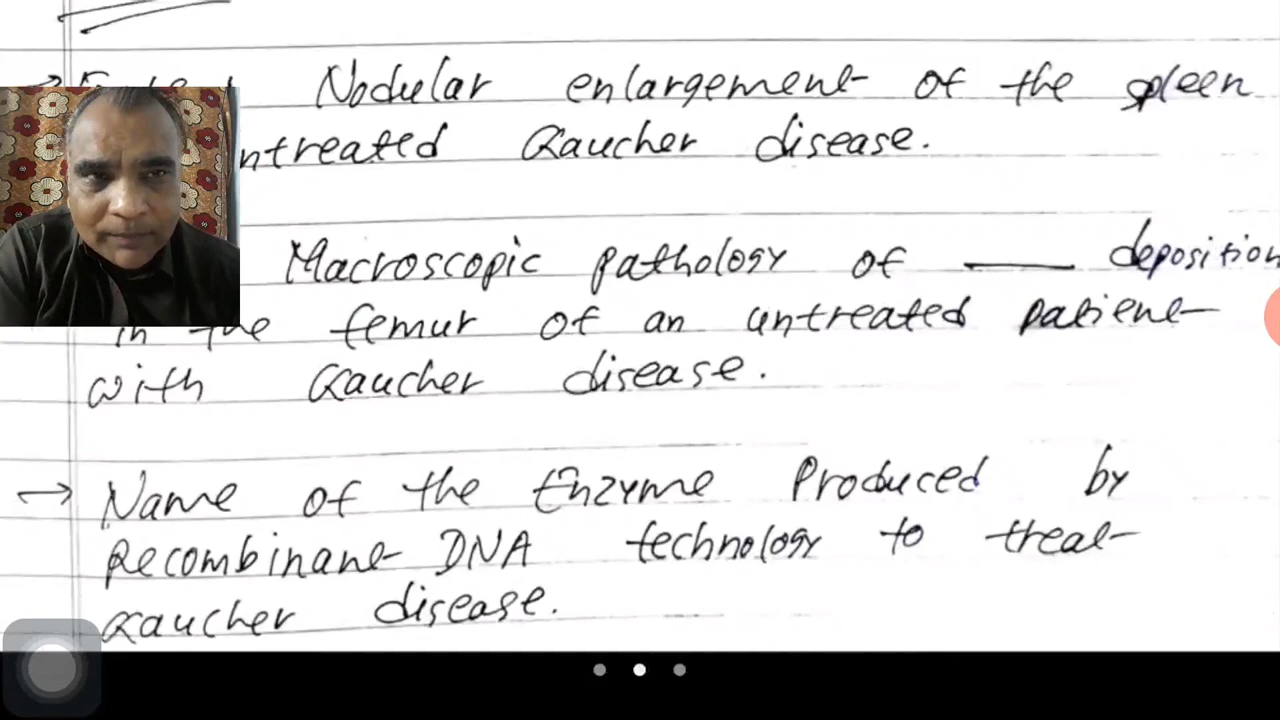 → Nodular enlargement of the spleen
ntreated Gaucher disease.
Macroscopic pathology of ——— deposition
in the femur of an untreated patient
with Gaucher disease.
→ Name of the Enzyme Produced by
Recombinant DNA technology to treat
Gaucher disease.